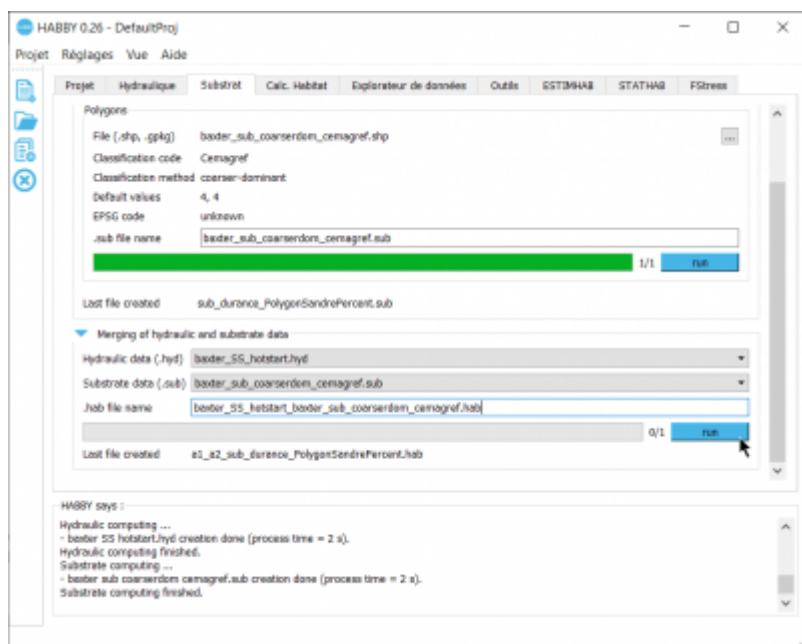 HABBY 0.26 - DefaultProj
Projet Réglages Vue Aide
Projet Hydraulique Substrat Calc. Habitat Explorateur de données Outils ESTIMHAB STATHAB FStress
Polygons
File (.shp, .gpkg) baxter_sub_coarserdom_cemagref.shp ...
Classification code Cemagref
Classification method coarser-dominant
Default values 4, 4
EPSG code unknown
.sub file name baxter_sub_coarserdom_cemagref.sub
1/1 run
Last file created sub_durance_PolygonSandrePercent.sub
Merging of hydraulic and substrate data
Hydraulic data (.hyd) baxter_SS_hotstart.hyd
Substrate data (.sub) baxter_sub_coarserdom_cemagref.sub
.hab file name baxter_SS_hotstart_baxter_sub_coarserdom_cemagref.hab
0/1 run
Last file created a1_a2_sub_durance_PolygonSandrePercent.hab
HABBY says :
Hydraulic computing ...
- baxter SS hotstart.hyd creation done (process time = 2 s).
Hydraulic computing finished.
Substrate computing ...
- baxter sub coarserdom cemagref.sub creation done (process time = 2 s).
Substrate computing finished.